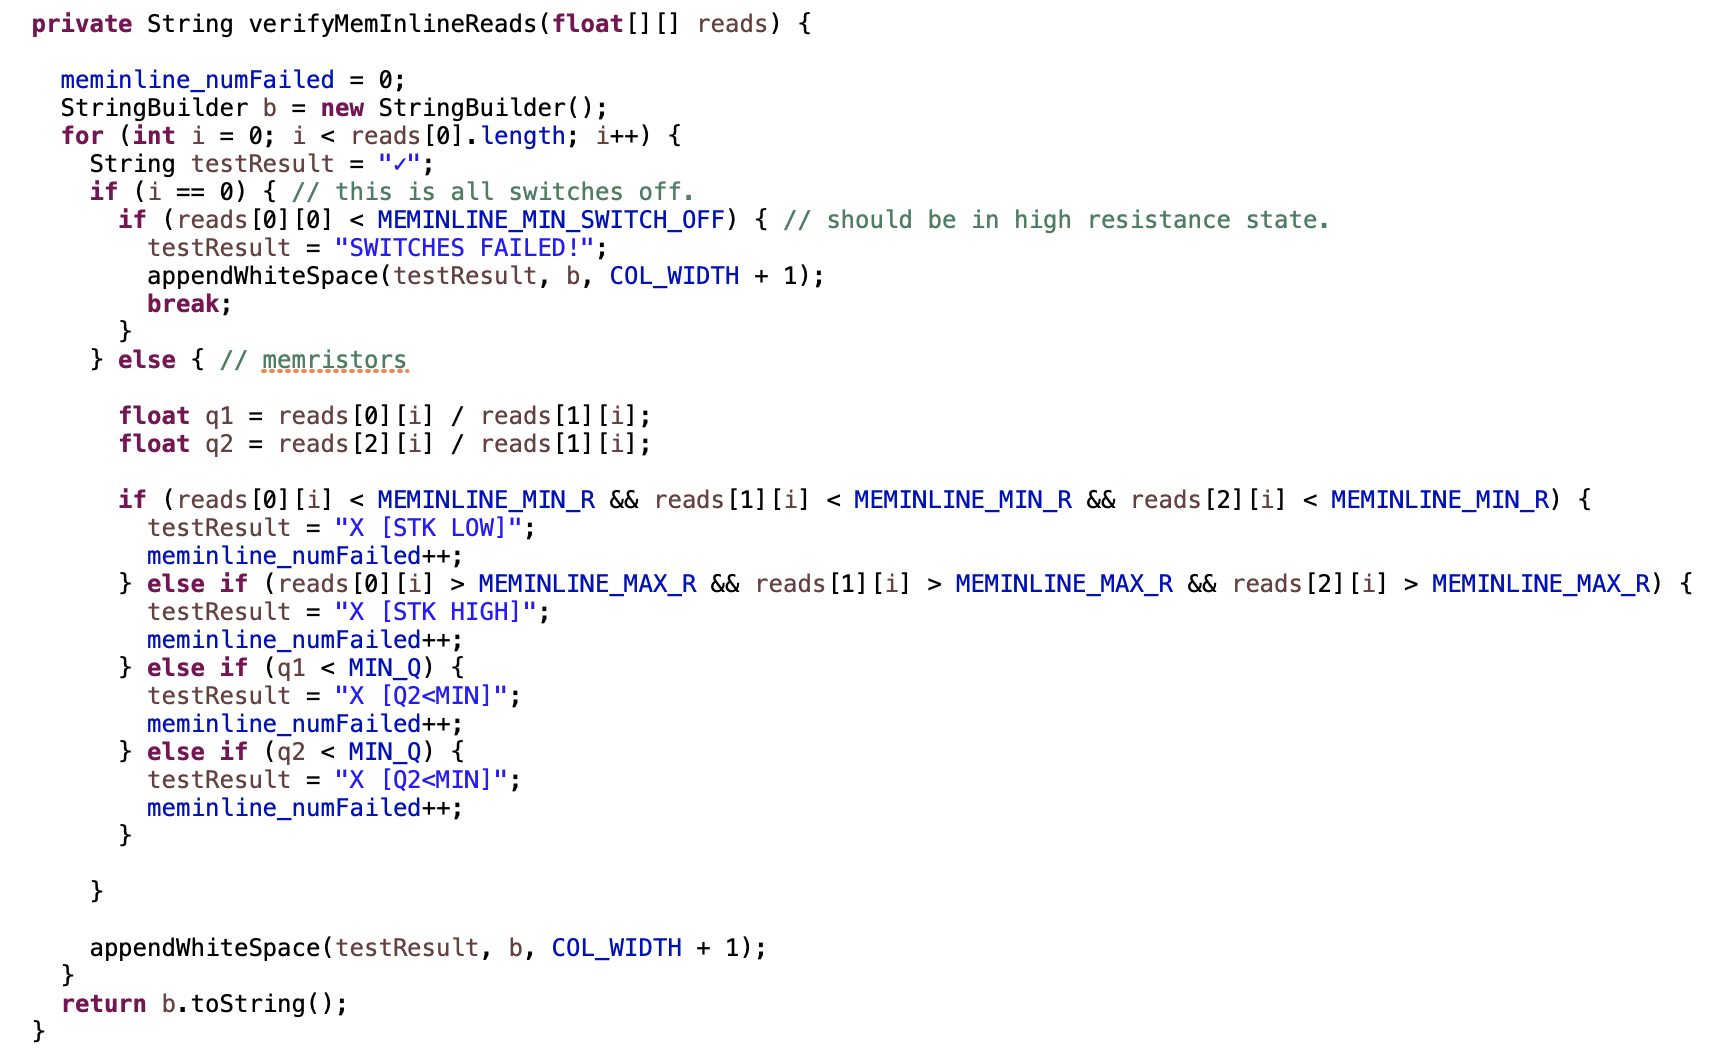 private String verifyMemInlineReads(float[][] reads) {
meminline_numFailed = 0;
StringBuilder b = new StringBuilder();
for (int i = 0; i < reads[0].length; i++) {
String testResult = "✓";
if (i == 0) { // this is all switches off.
if (reads[0][0] < MEMINLINE_MIN_SWITCH_OFF) { // should be in high resistance state.
testResult = "SWITCHES FAILED!";
appendWhiteSpace(testResult, b, COL_WIDTH + 1);
break;
}
} else { // memristors
float q1 = reads[0][i] / reads[1][i];
float q2 = reads[2][i] / reads[1][i];
if (reads[0][i] < MEMINLINE_MIN_R && reads[1][i] < MEMINLINE_MIN_R && reads[2][i] < MEMINLINE_MIN_R) {
testResult = "X [STK LOW]";
meminline_numFailed++;
} else if (reads[0][i] > MEMINLINE_MAX_R && reads[1][i] > MEMINLINE_MAX_R && reads[2][i] > MEMINLINE_MAX_R) {
testResult = "X [STK HIGH]";
meminline_numFailed++;
} else if (q1 < MIN_Q) {
testResult = "X [Q2<MIN]";
meminline_numFailed++;
} else if (q2 < MIN_Q) {
testResult = "X [Q2<MIN]";
meminline_numFailed++;
}
}
appendWhiteSpace(testResult, b, COL_WIDTH + 1);
}
return b.toString();
}